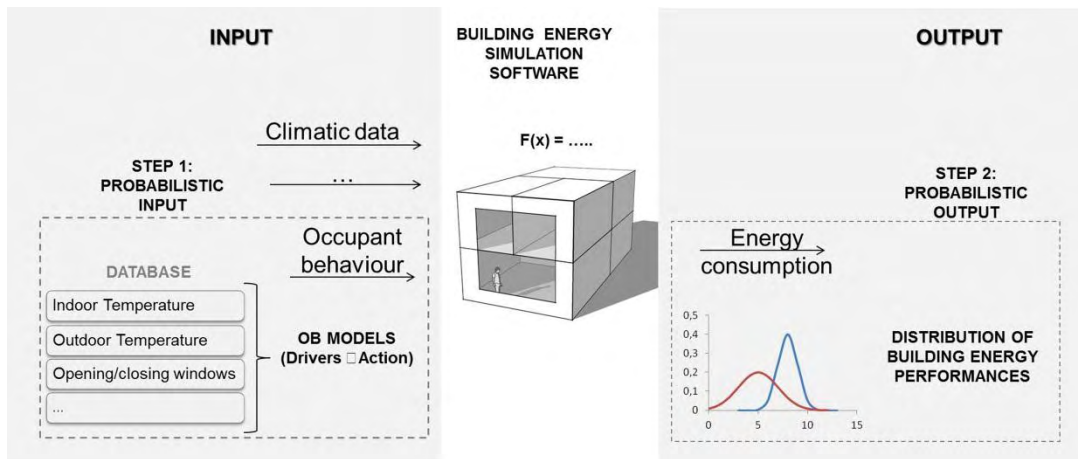 INPUT
Climatic data
...
STEP 1:
PROBABILISTIC
INPUT
Occupant
behaviour
DATABASE
Indoor Temperature
Outdoor Temperature
Opening/closing windows
...
OB MODELS
(Drivers □ Action)
BUILDING ENERGY
SIMULATION
SOFTWARE
F(x) = .....
OUTPUT
STEP 2:
PROBABILISTIC
OUTPUT
Energy
consumption
0,5
0,4
0,3
0,2
0,1
0
0 5 10 15
DISTRIBUTION OF
BUILDING ENERGY
PERFORMANCES